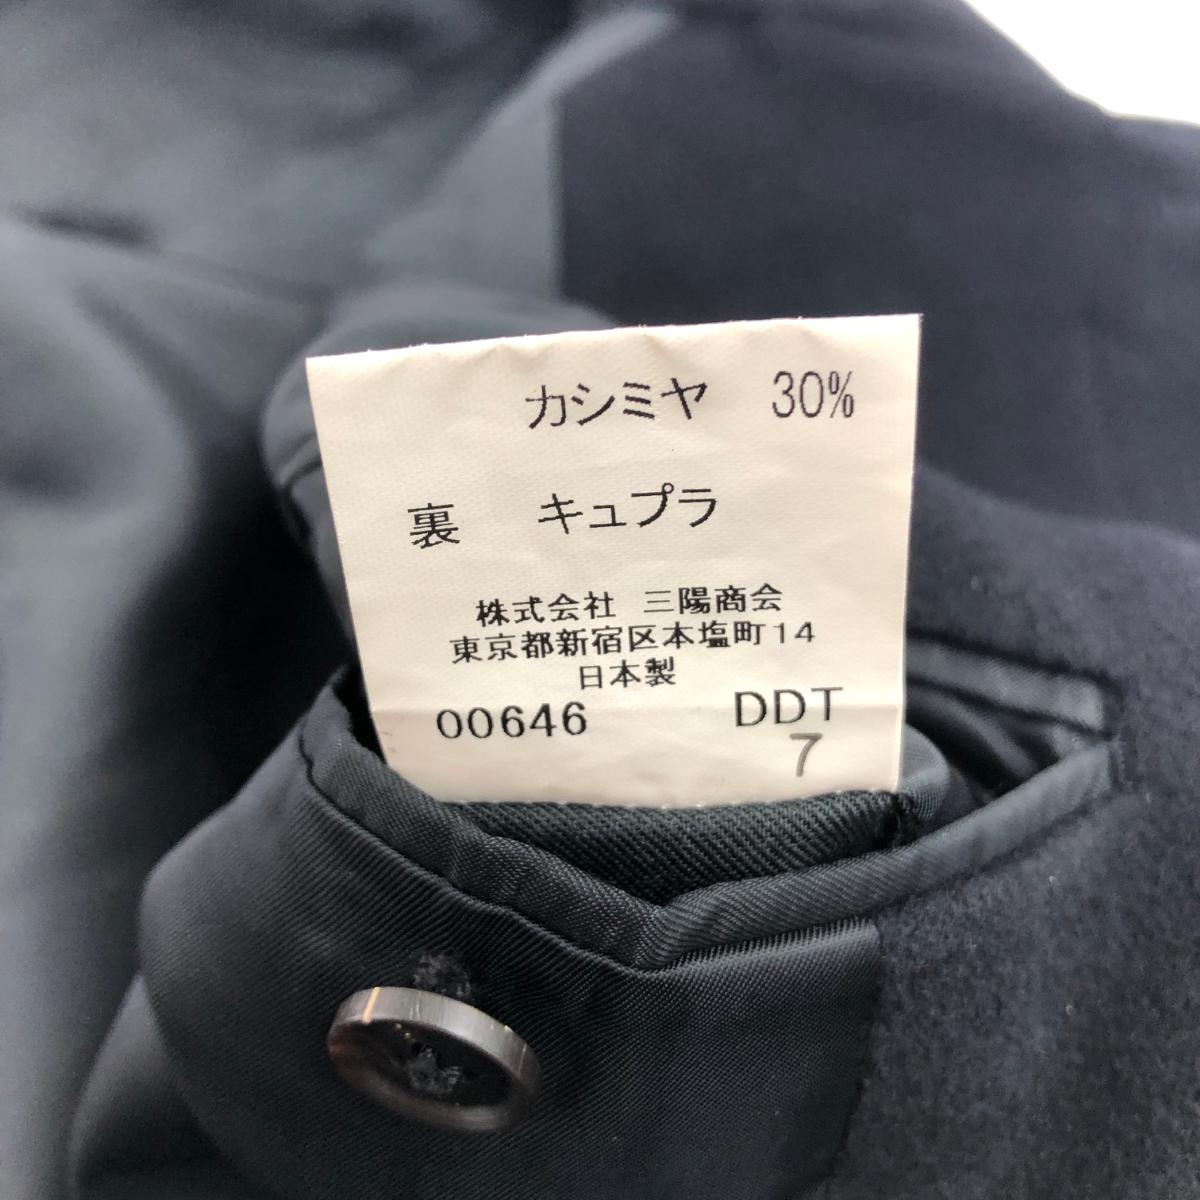 カシミヤ 30%
裏 キュプラ
株式会社 三陽商会
東京都新宿区本塩町14
日本製
00646 DDT
7